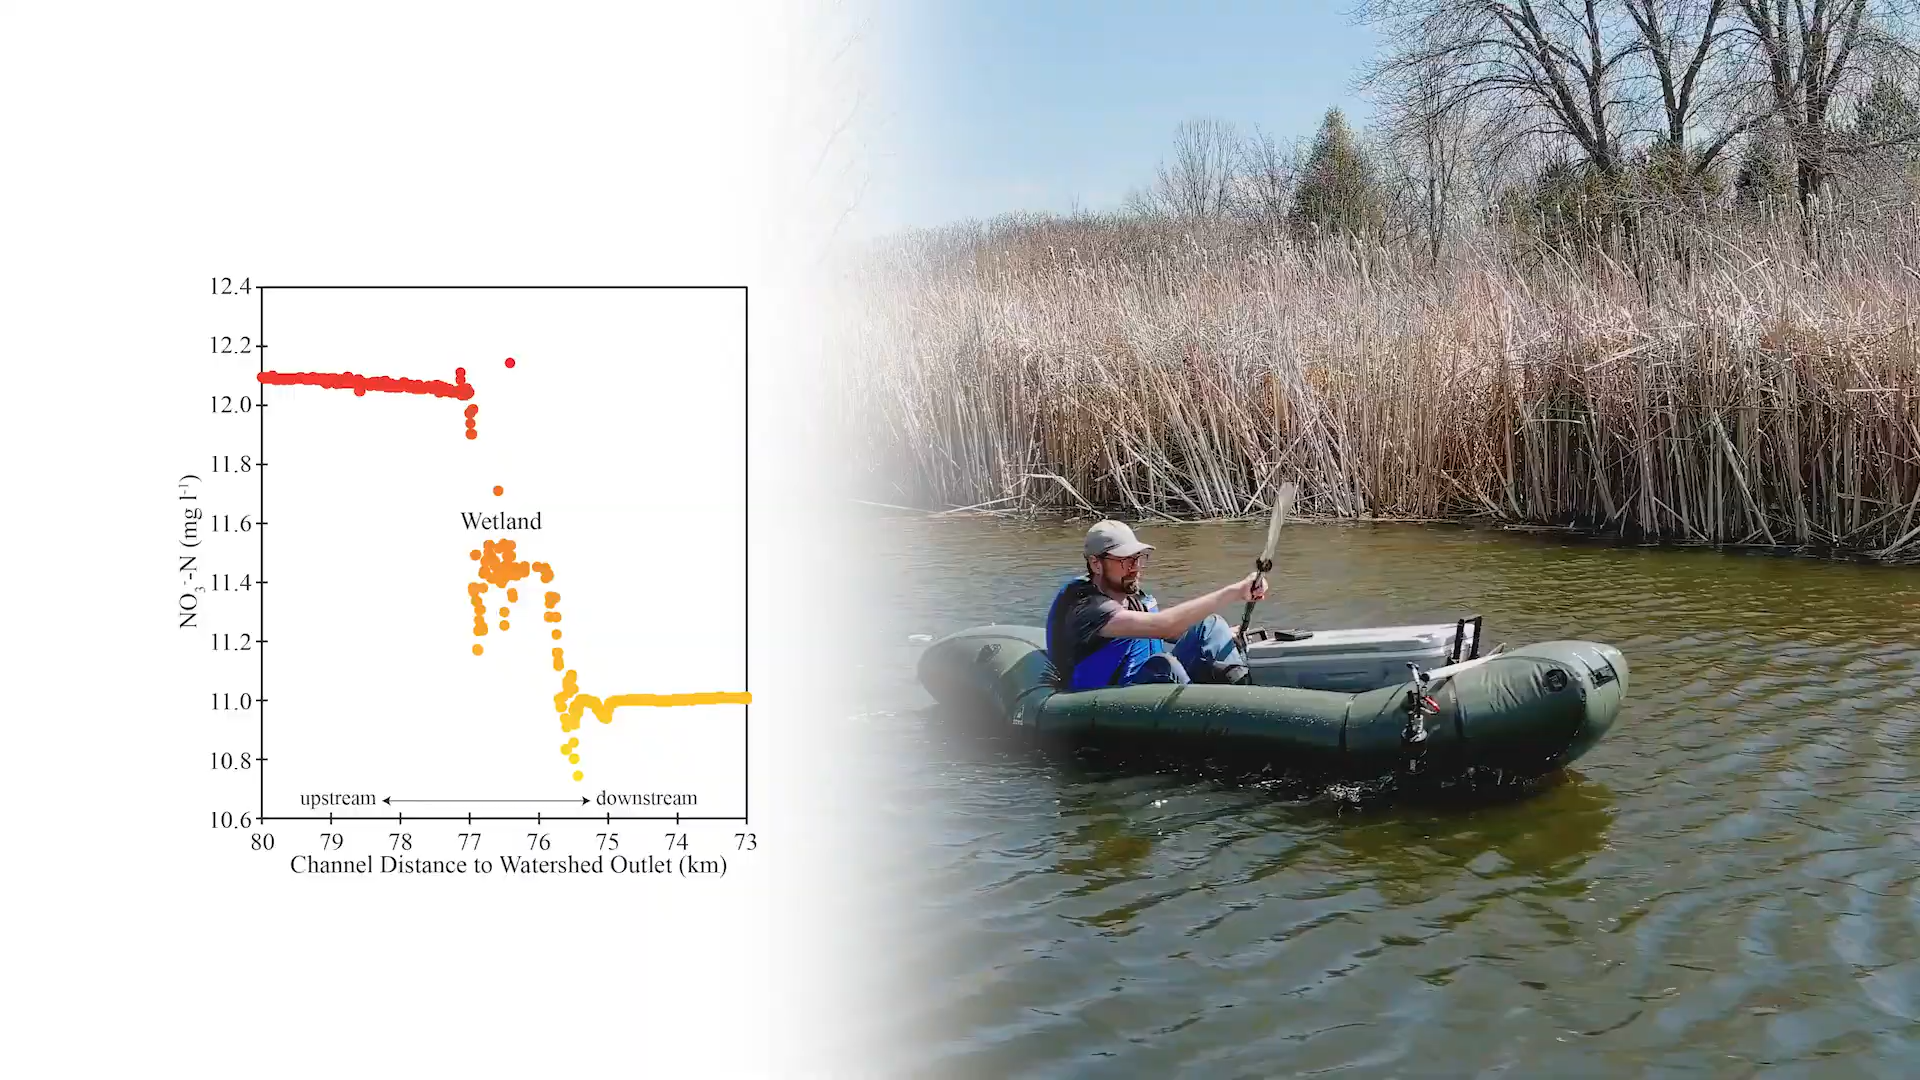 12.4
12.2
12.0
11.8
11.6
11.4
11.2
11.0
10.8
10.6
NO₃⁻-N (mg l⁻¹)
Wetland
upstream
downstream
80 79 78 77 76 75 74 73
Channel Distance to Watershed Outlet (km)